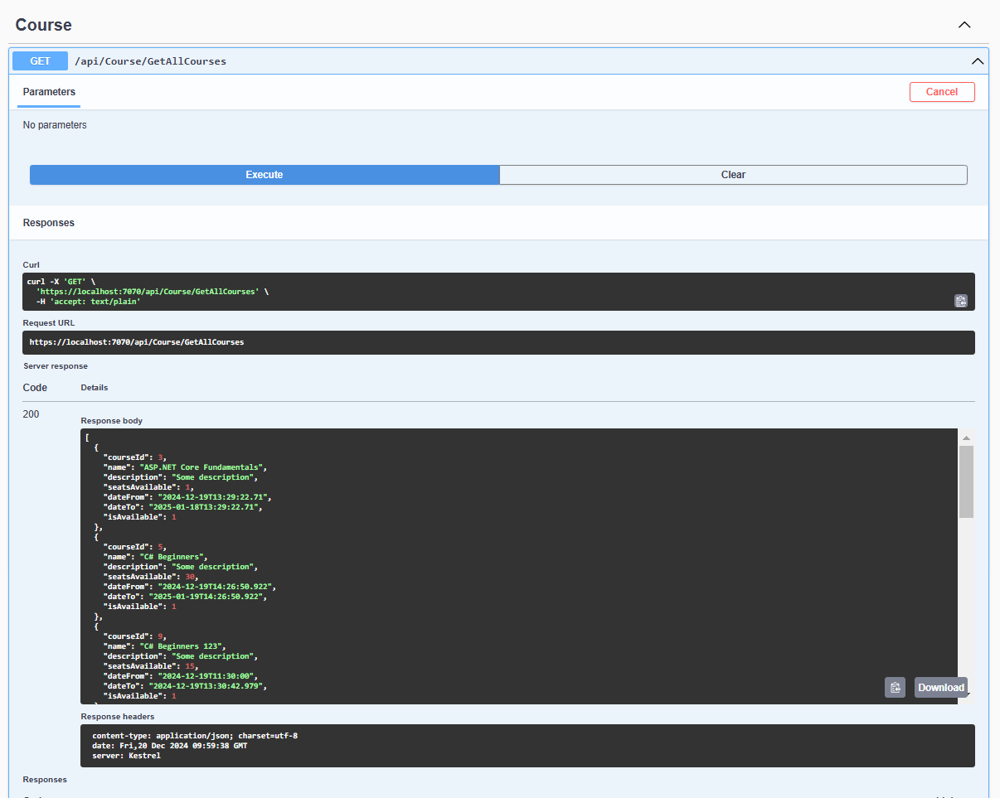 Course
GET /api/Course/GetAllCourses
Parameters
Cancel
No parameters
Execute
Clear
Responses
Curl
curl -X 'GET' \
  'https://localhost:7070/api/Course/GetAllCourses' \
  -H 'accept: text/plain'
Request URL
https://localhost:7070/api/Course/GetAllCourses
Server response
Code Details
200
Response body
[
  {
    "courseId": 3,
    "name": "ASP.NET Core Fundamentals",
    "description": "Some description",
    "seatsAvailable": 1,
    "dateFrom": "2024-12-19T13:29:22.71",
    "dateTo": "2025-01-18T13:29:22.71",
    "isAvailable": 1
  },
  {
    "courseId": 5,
    "name": "C# Beginners",
    "description": "Some description",
    "seatsAvailable": 30,
    "dateFrom": "2024-12-19T14:26:50.922",
    "dateTo": "2025-01-19T14:26:50.922",
    "isAvailable": 1
  },
  {
    "courseId": 9,
    "name": "C# Beginners 123",
    "description": "Some description",
    "seatsAvailable": 15,
    "dateFrom": "2024-12-19T11:30:00",
    "dateTo": "2024-12-19T13:30:42.979",
    "isAvailable": 1
Download
Response headers
content-type: application/json; charset=utf-8
date: Fri,20 Dec 2024 09:59:38 GMT
server: Kestrel
Responses